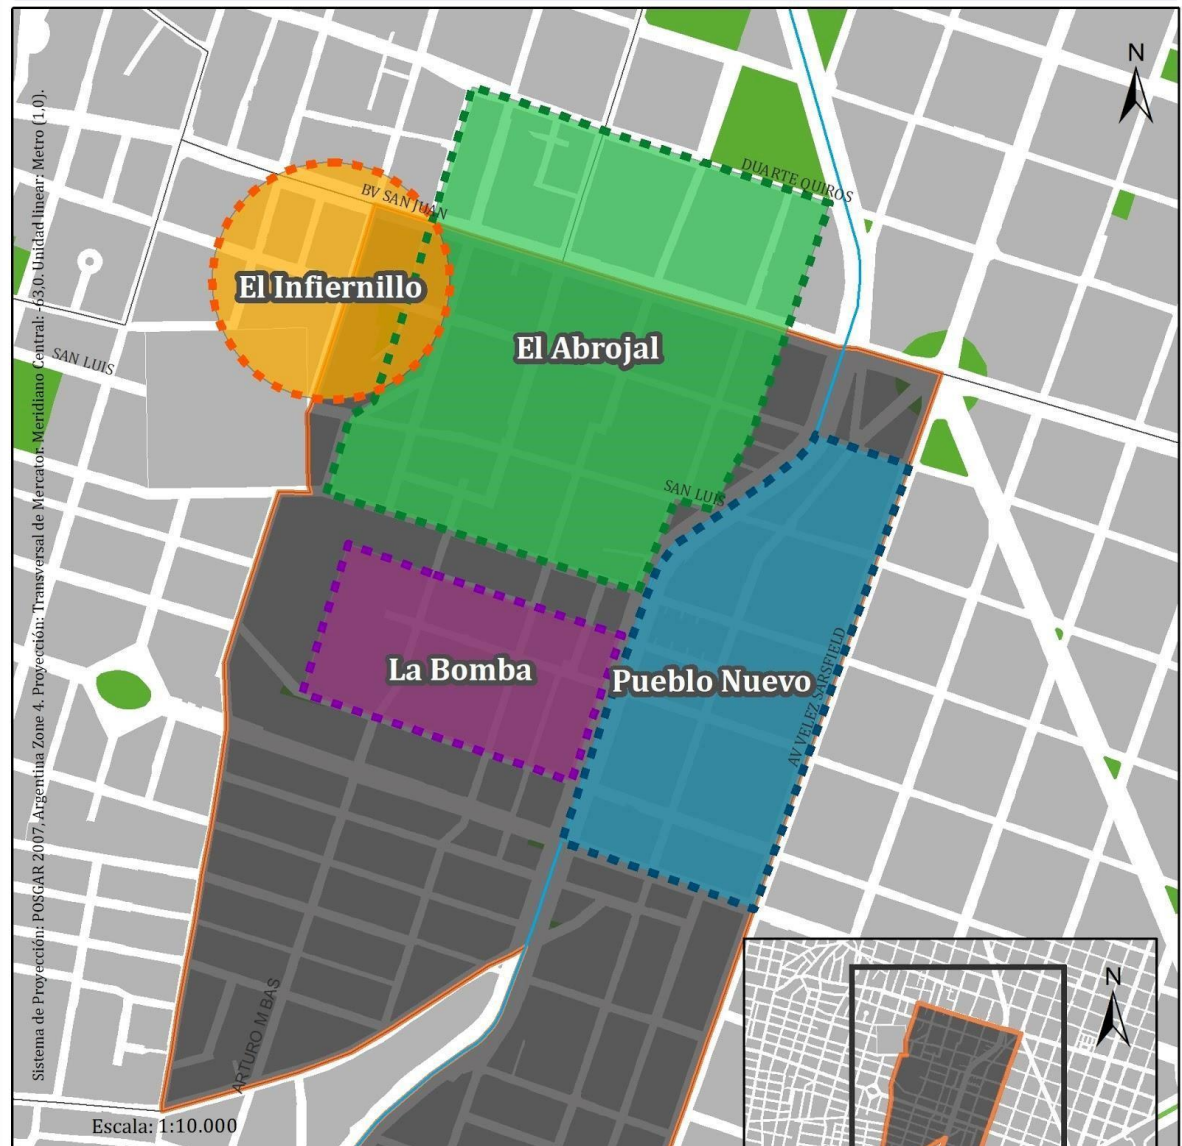 N
DUARTE QUIROS
BV SAN JUAN
El Infiernillo
El Abrojal
SAN LUIS
SAN LUIS
La Bomba
Pueblo Nuevo
AV VELEZ SARSFIELD
Sistema de Proyección: POSGAR 2007, Argentina Zone 4. Proyección: Transversal de Mercator. Meridiano Central: -63,0. Unidad linear: Metro (1,0).
N
ARTURO M BAS
Escala: 1:10.000